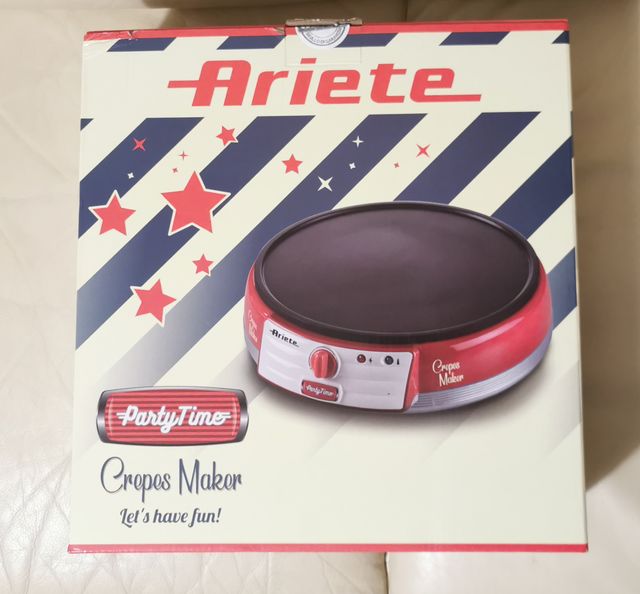 Ariete
Ariete
Crepes
Maker
PartyTime
PartyTime
Crepes Maker
Let's have fun!